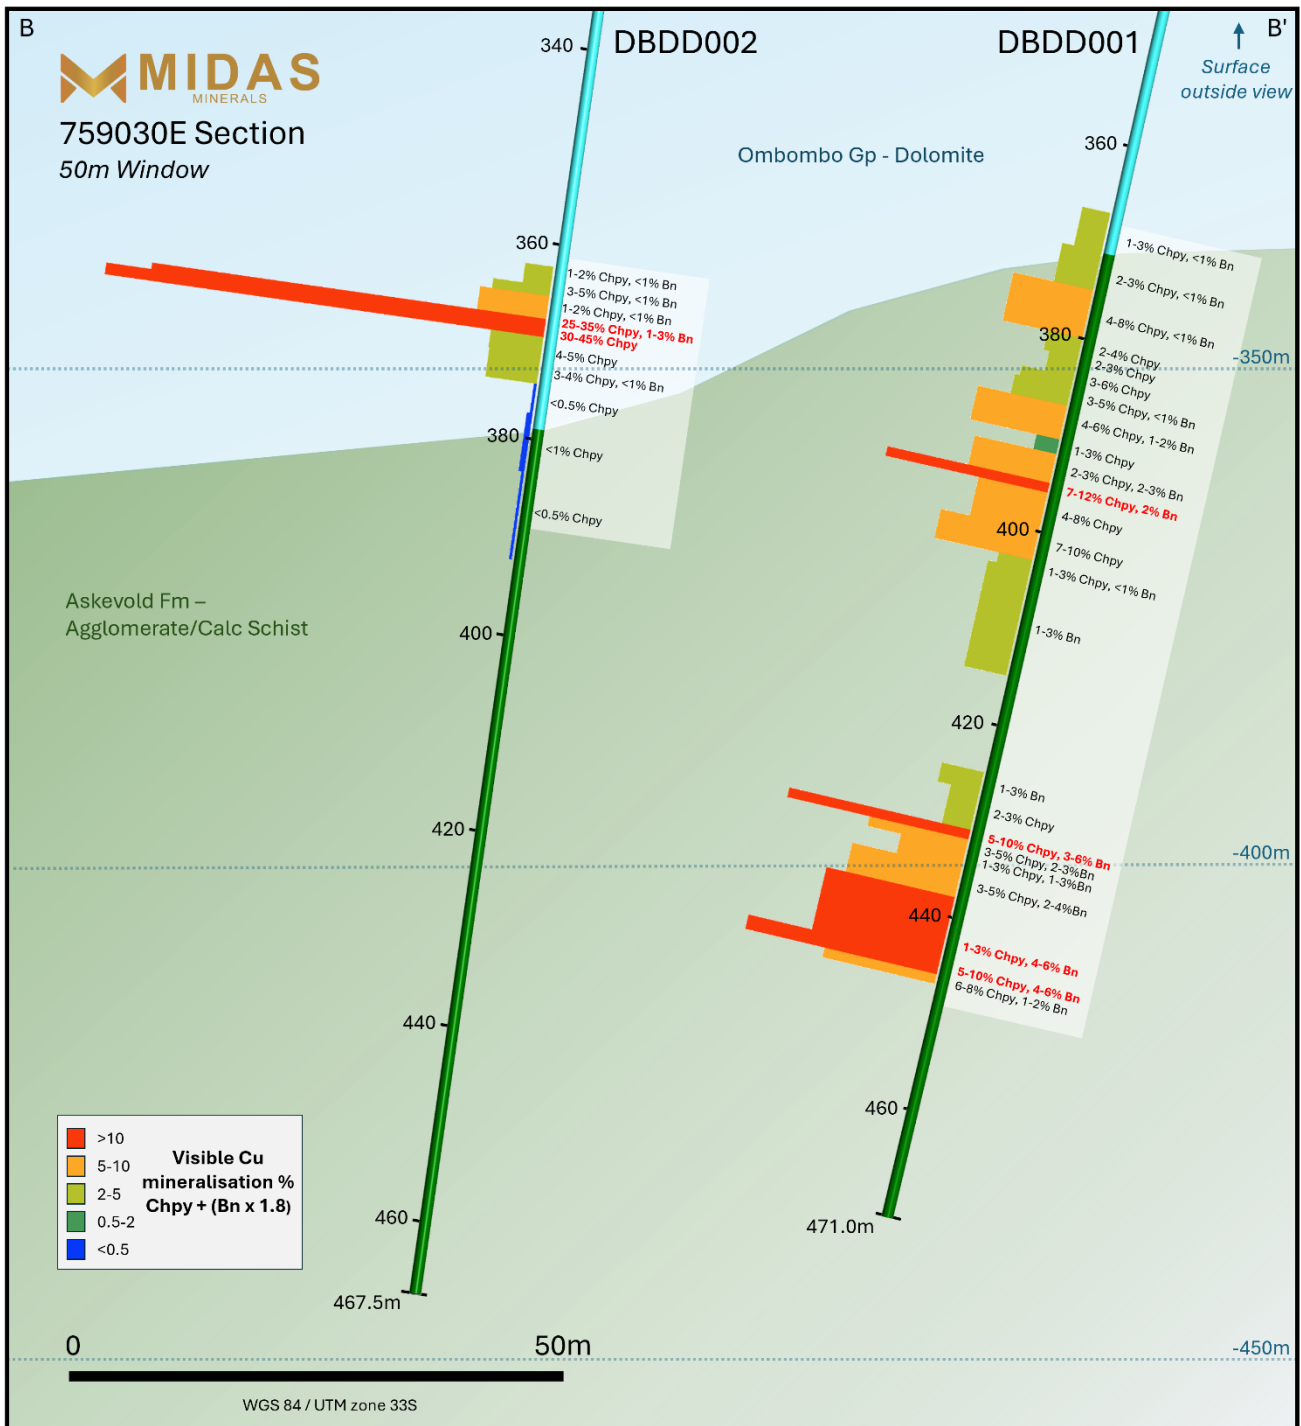 B
B'
MIDAS
MINERALS
759030E Section
50m Window
DBDD002
DBDD001
Surface
outside view
Ombombo Gp - Dolomite
Askevold Fm –
Agglomerate/Calc Schist
340
360
380
400
420
440
460
467.5m
1-2% Chpy, <1% Bn
3-5% Chpy, <1% Bn
1-2% Chpy, <1% Bn
25-35% Chpy, 1-3% Bn
30-45% Chpy
4-5% Chpy
3-4% Chpy, <1% Bn
<0.5% Chpy
<1% Chpy
<0.5% Chpy
360
380
400
420
440
460
471.0m
1-3% Chpy, <1% Bn
2-3% Chpy, <1% Bn
4-8% Chpy, <1% Bn
2-4% Chpy
2-3% Chpy
3-6% Chpy
3-5% Chpy, <1% Bn
4-6% Chpy, 1-2% Bn
1-3% Chpy
2-3% Chpy, 2-3% Bn
7-12% Chpy, 2% Bn
4-8% Chpy
7-10% Chpy
1-3% Chpy, <1% Bn
1-3% Bn
1-3% Bn
2-3% Chpy
5-10% Chpy, 3-6% Bn
3-5% Chpy, 2-3%Bn
1-3% Chpy, 1-3%Bn
3-5% Chpy, 2-4%Bn
1-3% Chpy, 4-6% Bn
5-10% Chpy, 4-6% Bn
6-8% Chpy, 1-2% Bn
-350m
-400m
-450m
>10
5-10
2-5
0.5-2
<0.5
Visible Cu
mineralisation %
Chpy + (Bn x 1.8)
0
50m
WGS 84 / UTM zone 33S